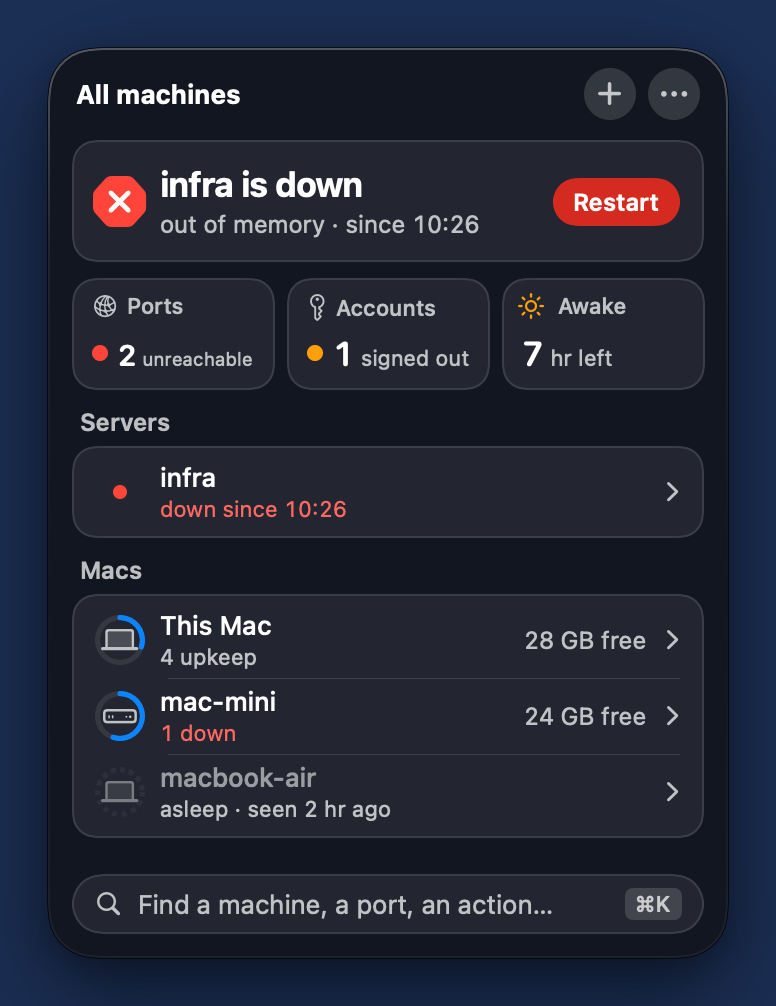 All machines
infra is down
out of memory · since 10:26
Restart
Ports
2 unreachable
Accounts
1 signed out
Awake
7 hr left
Servers
infra
down since 10:26
Macs
This Mac
4 upkeep
28 GB free
mac-mini
1 down
24 GB free
macbook-air
asleep · seen 2 hr ago
Find a machine, a port, an action...
⌘K